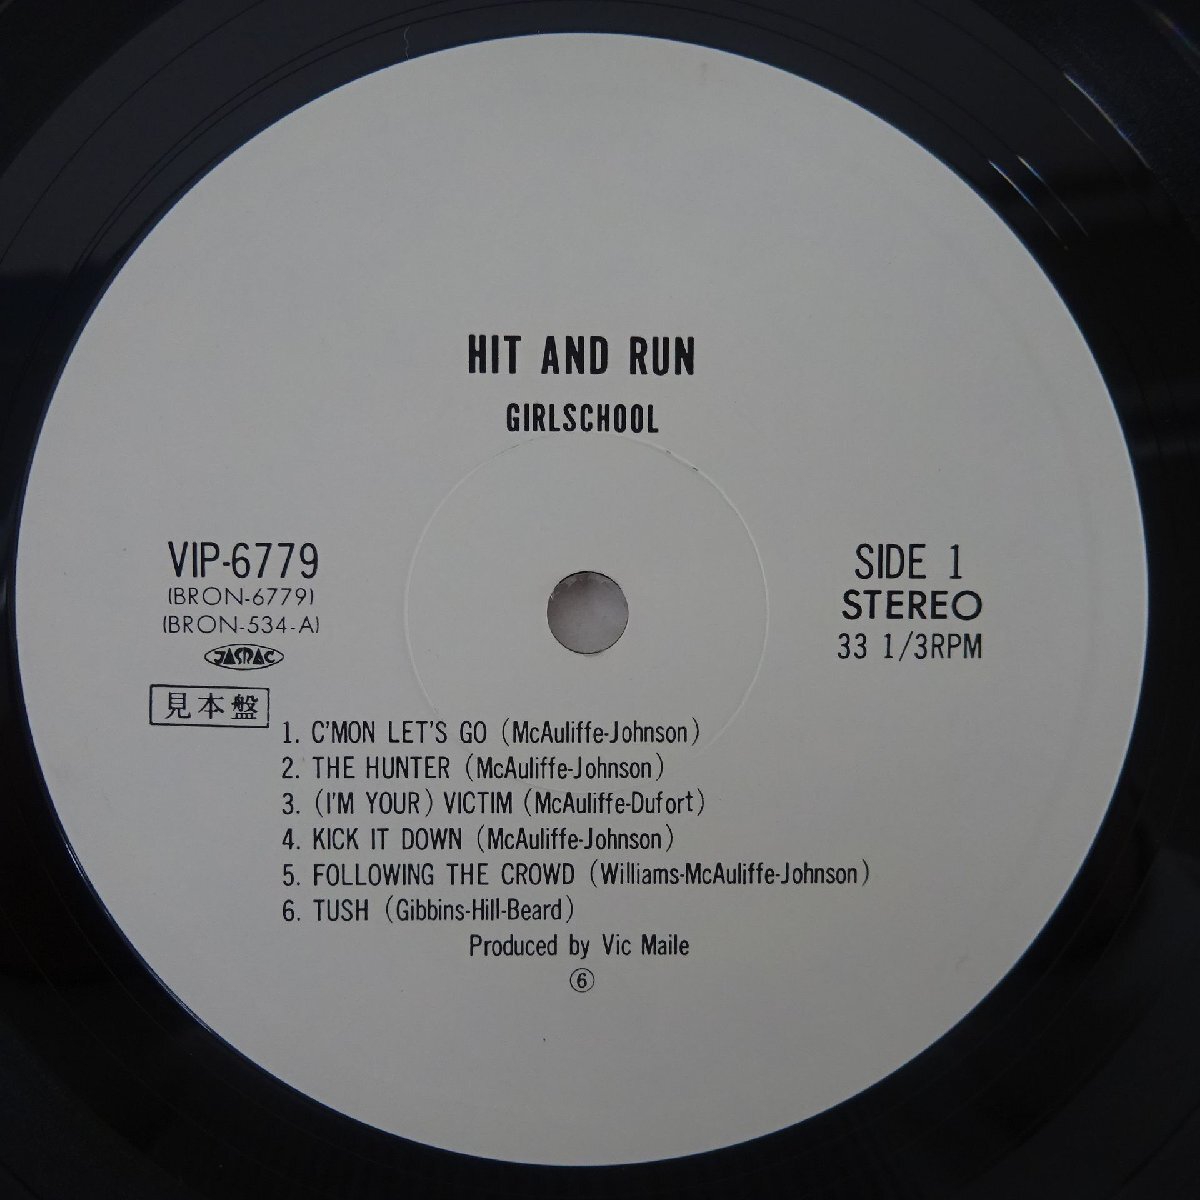 HIT AND RUN
GIRLSCHOOL
VIP-6779
(BRON-6779)
(BRON-534-A)
JASRAC
見本盤
SIDE 1
STEREO
33 1/3RPM
1. C'MON LET'S GO (McAuliffe-Johnson)
2. THE HUNTER (McAuliffe-Johnson)
3. (I'M YOUR) VICTIM (McAuliffe-Dufort)
4. KICK IT DOWN (McAuliffe-Johnson)
5. FOLLOWING THE CROWD (Williams-McAuliffe-Johnson)
6. TUSH (Gibbins-Hill-Beard)
Produced by Vic Maile
⑥